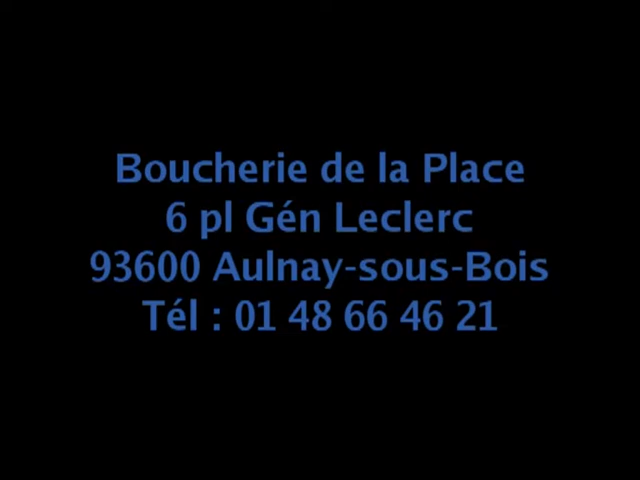 Boucherie de la Place
6 pl Gén Leclerc
93600 Aulnay-sous-Bois
Tél : 01 48 66 46 21